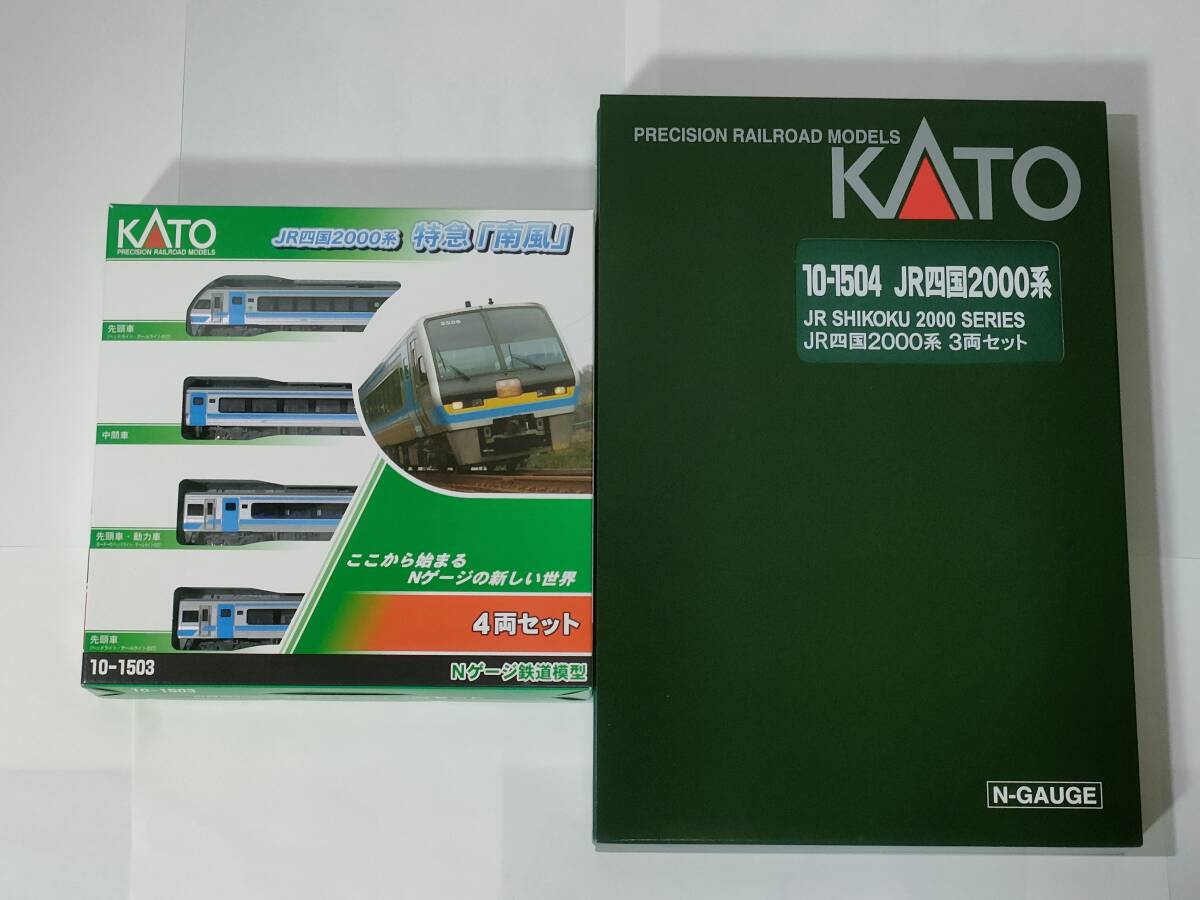 KATO
PRECISION RAILROAD MODELS
JR四国2000系 特急「南風」
先頭車
中間車
先頭車・動力車
先頭車
2006
ここから始まる
Nゲージの新しい世界
4両セット
10-1503
Nゲージ鉄道模型
10-1503
PRECISION RAILROAD MODELS
KATO
10-1504 JR四国2000系
JR SHIKOKU 2000 SERIES
JR四国2000系 3両セット
N-GAUGE